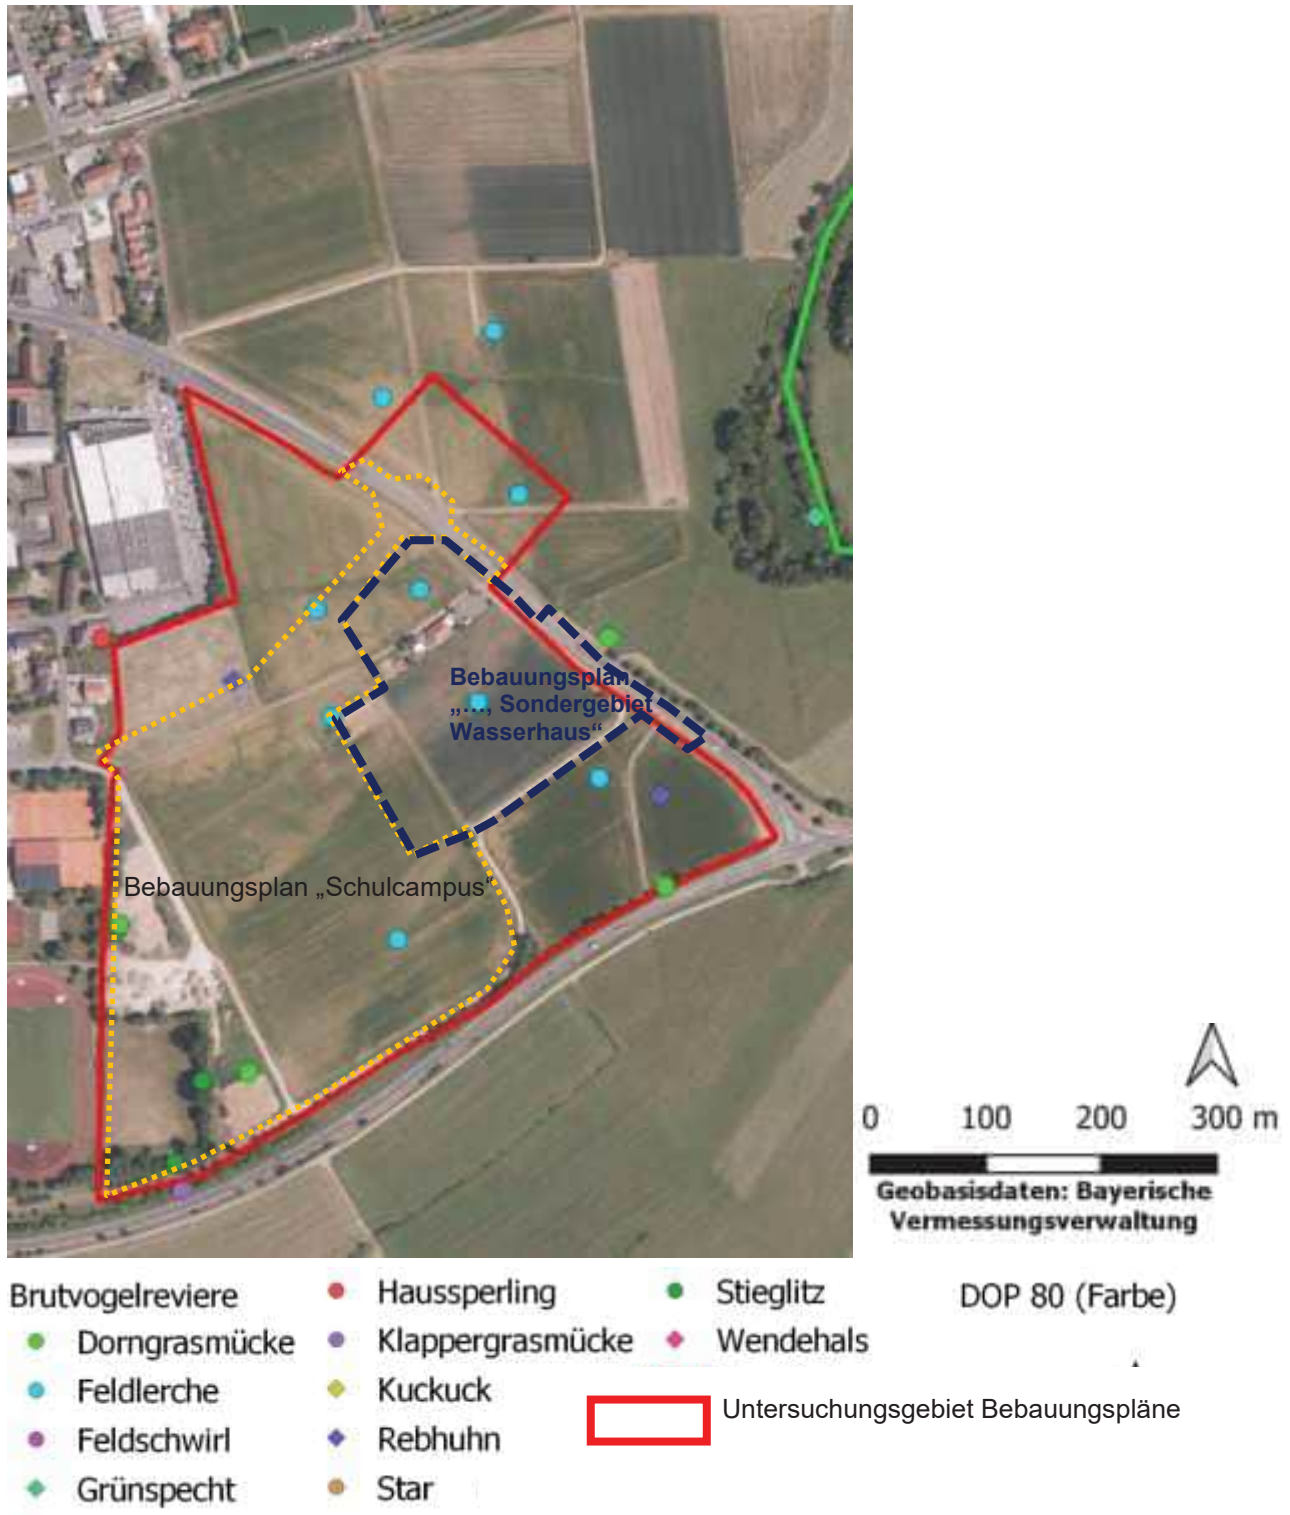 Bebauungsplan
„…, Sondergebiet
Wasserhaus“
Bebauungsplan „Schulcampus“
0 100 200 300 m
Geobasisdaten: Bayerische
Vermessungsverwaltung
Brutvogelreviere
Dorngrasmücke
Feldlerche
Feldschwirl
Grünspecht
Haussperling
Klappergrasmücke
Kuckuck
Rebhuhn
Star
Stieglitz
Wendehals
DOP 80 (Farbe)
Untersuchungsgebiet Bebauungspläne